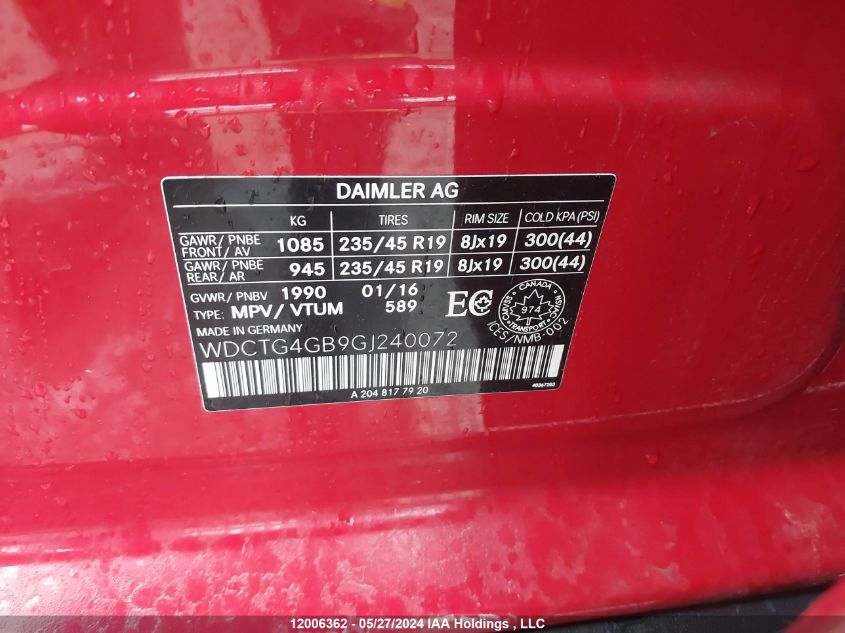 DAIMLER AG
KG TIRES RIM SIZE COLD KPA (PSI)
GAWR/ PNBE FRONT/ AV 1085 235/45 R19 8Jx19 300(44)
GAWR/ PNBE REAR/ AR 945 235/45 R19 8Jx19 300(44)
GVWR/ PNBV 1990 01/16
TYPE: MPV/ VTUM 589
EC
CANADA
974
TRANSPORT
ICES/NMB-002
MADE IN GERMANY
WDCTG4GB9GJ240072
A 204 817 79 20
12006362 - 05/27/2024 IAA Holdings , LLC